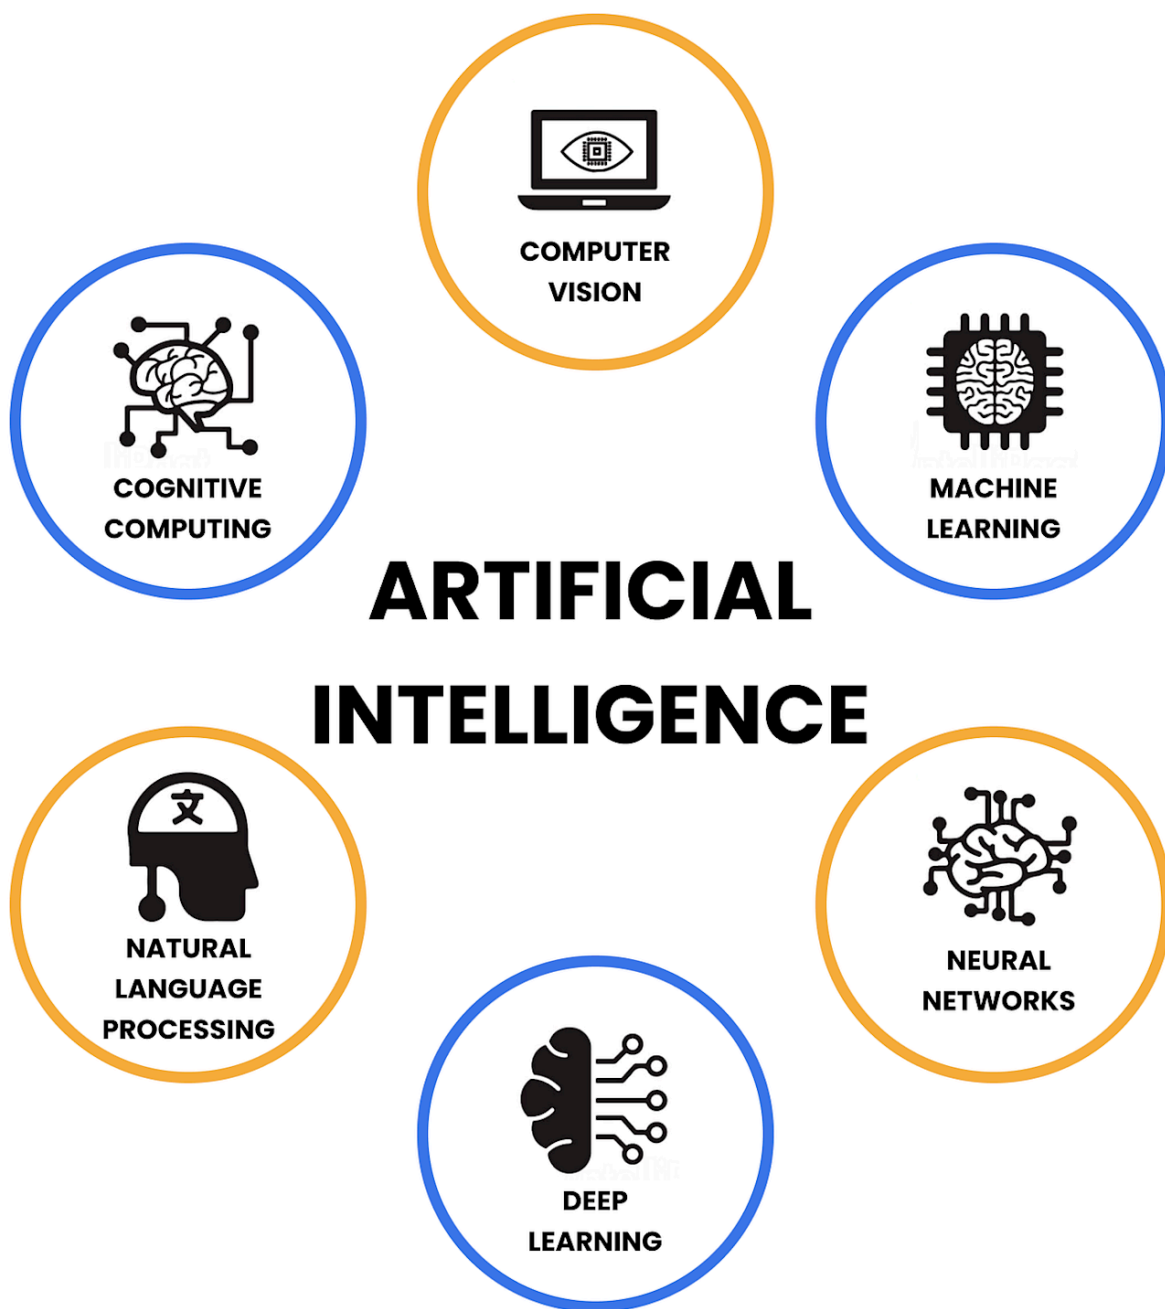 COMPUTER
VISION
COGNITIVE
COMPUTING
MACHINE
LEARNING
ARTIFICIAL
INTELLIGENCE
文
NATURAL
LANGUAGE
PROCESSING
NEURAL
NETWORKS
DEEP
LEARNING